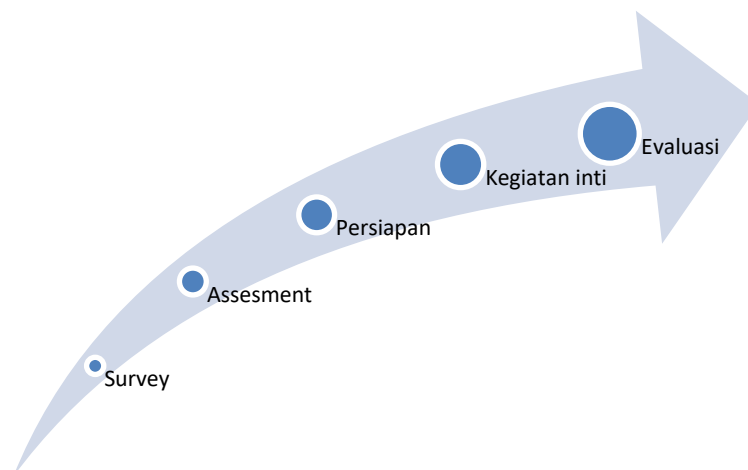 Survey
Assesment
Persiapan
Kegiatan inti
Evaluasi